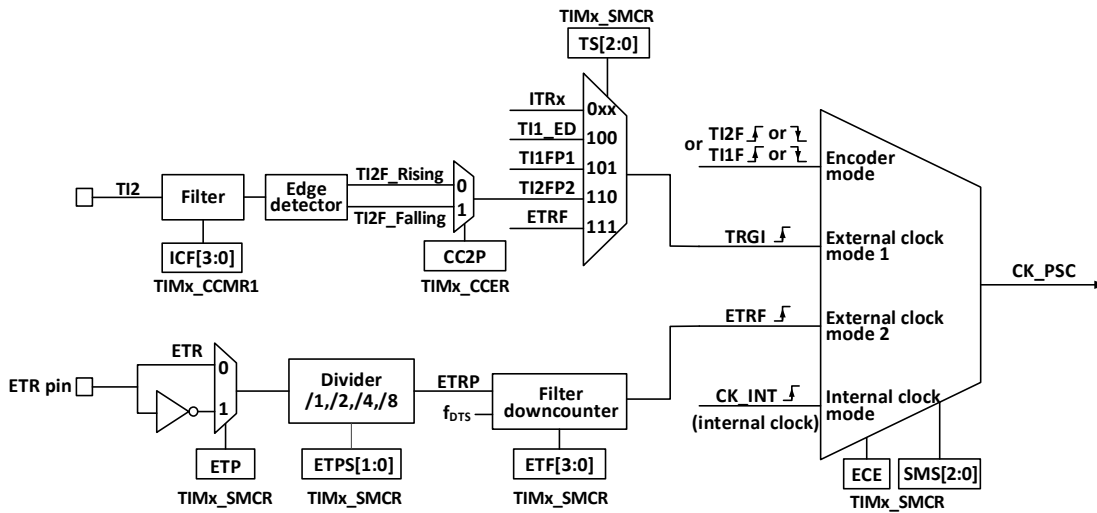 TIMx_SMCR
TS[2:0]
ITRx
0xx
TI1_ED
100
TI1FP1
101
TI2FP2
110
ETRF
111
TI2
Filter
ICF[3:0]
TIMx_CCMR1
Edge
detector
TI2F_Rising
TI2F_Falling
0
1
CC2P
TIMx_CCER
or TI2F or
TI1F or
Encoder
mode
TRGI
External clock
mode 1
ETRF
External clock
mode 2
CK_INT
(internal clock)
Internal clock
mode
CK_PSC
ECE
SMS[2:0]
TIMx_SMCR
ETR pin
ETR
0
1
ETP
TIMx_SMCR
Divider
/1,/2,/4,/8
ETPS[1:0]
TIMx_SMCR
ETRP
fDTS
Filter
downcounter
ETF[3:0]
TIMx_SMCR